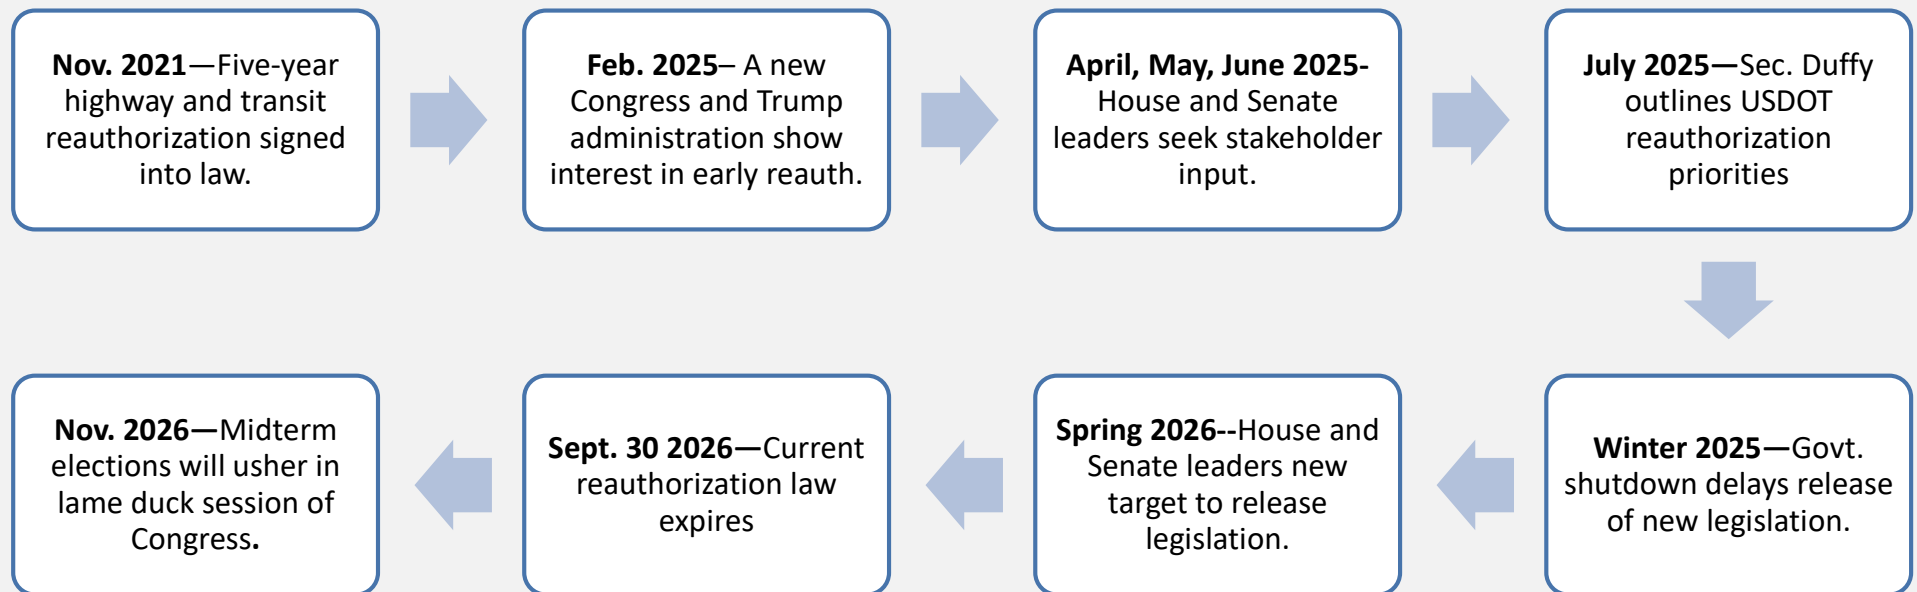 Nov. 2021—Five-year
highway and transit
reauthorization signed
into law.
Feb. 2025– A new
Congress and Trump
administration show
interest in early reauth.
April, May, June 2025-
House and Senate
leaders seek stakeholder
input.
July 2025—Sec. Duffy
outlines USDOT
reauthorization
priorities
Winter 2025—Govt.
shutdown delays release
of new legislation.
Spring 2026--House and
Senate leaders new
target to release
legislation.
Sept. 30 2026—Current
reauthorization law
expires
Nov. 2026—Midterm
elections will usher in
lame duck session of
Congress.